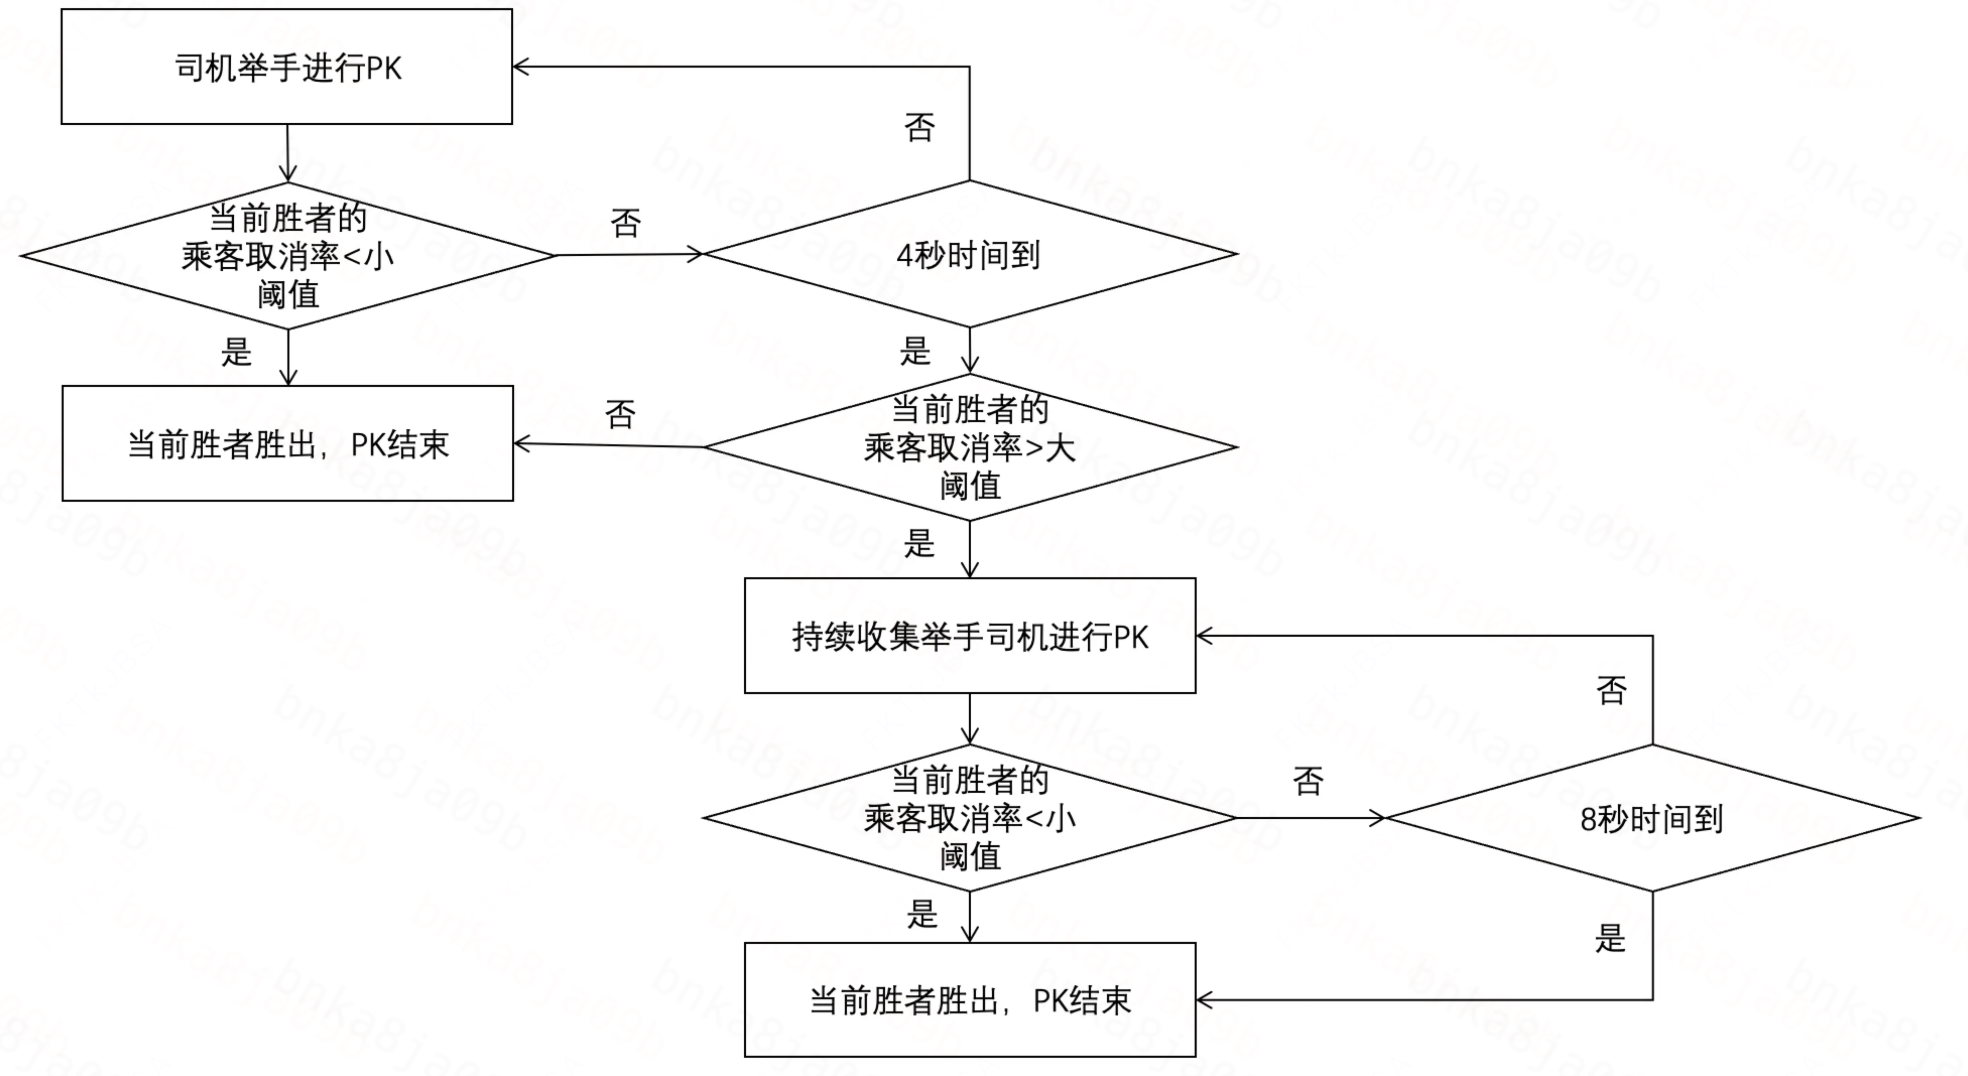 司机举手进行PK
否
当前胜者的
乘客取消率<小
阈值
否
4秒时间到
是
是
当前胜者胜出，PK结束
否
当前胜者的
乘客取消率>大
阈值
是
持续收集举手司机进行PK
否
当前胜者的
乘客取消率<小
阈值
否
8秒时间到
是
是
当前胜者胜出，PK结束
bnka8ja09b